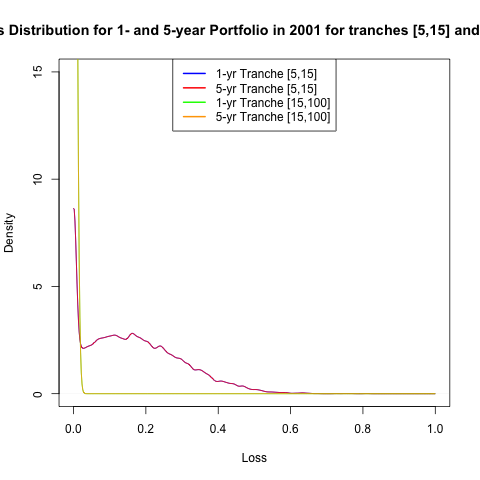 s Distribution for 1- and 5-year Portfolio in 2001 for tranches [5,15] and
1-yr Tranche [5,15]
5-yr Tranche [5,15]
1-yr Tranche [15,100]
5-yr Tranche [15,100]
15
10
5
0
Density
0.0 0.2 0.4 0.6 0.8 1.0
Loss